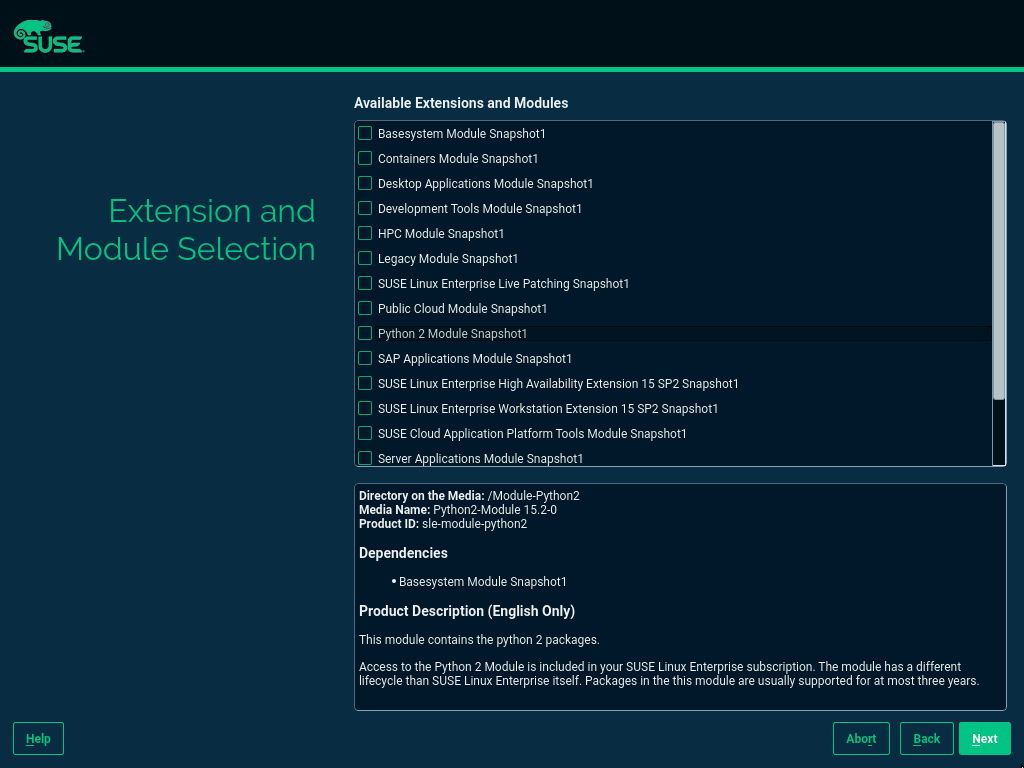 SUSE
Available Extensions and Modules
Extension and
Module Selection
Basesystem Module Snapshot1
Containers Module Snapshot1
Desktop Applications Module Snapshot1
Development Tools Module Snapshot1
HPC Module Snapshot1
Legacy Module Snapshot1
SUSE Linux Enterprise Live Patching Snapshot1
Public Cloud Module Snapshot1
Python 2 Module Snapshot1
SAP Applications Module Snapshot1
SUSE Linux Enterprise High Availability Extension 15 SP2 Snapshot1
SUSE Linux Enterprise Workstation Extension 15 SP2 Snapshot1
SUSE Cloud Application Platform Tools Module Snapshot1
Server Applications Module Snapshot1
Directory on the Media: /Module-Python2
Media Name: Python2-Module 15.2-0
Product ID: sle-module-python2
Dependencies
• Basesystem Module Snapshot1
Product Description (English Only)
This module contains the python 2 packages.
Access to the Python 2 Module is included in your SUSE Linux Enterprise subscription. The module has a different
lifecycle than SUSE Linux Enterprise itself. Packages in the this module are usually supported for at most three years.
Help
Abort
Back
Next